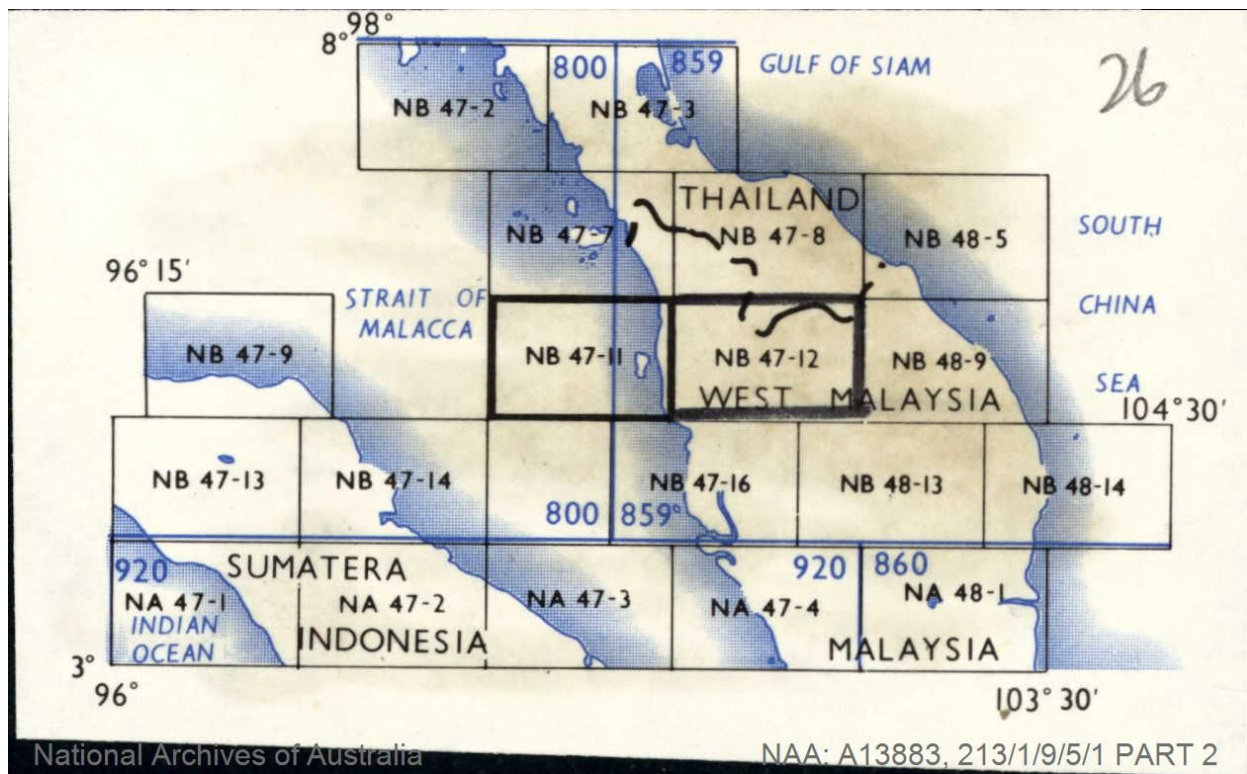 98°
8°
800
859
GULF OF SIAM
26
NB 47-2
NB 47-3
THAILAND
NB 47-7
NB 47-8
NB 48-5
SOUTH
CHINA
SEA
96° 15'
STRAIT OF
MALACCA
NB 47-9
NB 47-11
NB 47-12
NB 48-9
WEST MALAYSIA
104° 30'
NB 47-13
NB 47-14
NB 47-16
NB 48-13
NB 48-14
800
859°
920
SUMATERA
920
860
NA 47-1
NA 47-2
NA 47-3
NA 47-4
NA 48-1
INDIAN
OCEAN
INDONESIA
MALAYSIA
3°
96°
103° 30'
National Archives of Australia
NAA: A13883, 213/1/9/5/1 PART 2